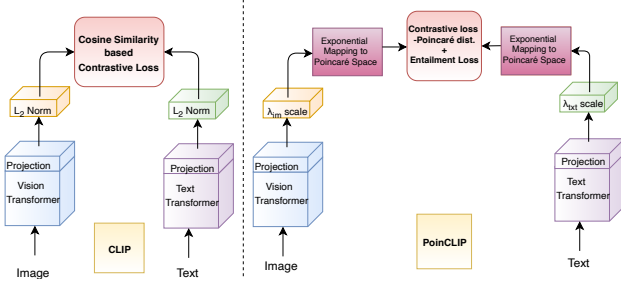 Cosine Similarity
based
Contrastive Loss
L2 Norm
L2 Norm
Projection
Vision
Transformer
Projection
Text
Transformer
CLIP
Image
Text
Exponential
Mapping to
Poincaré Space
Contrastive loss
-Poincaré dist.
+
Entailment Loss
Exponential
Mapping to
Poincaré Space
λim scale
λtxt scale
Projection
Vision
Transformer
Projection
Text
Transformer
PoinCLIP
Image
Text